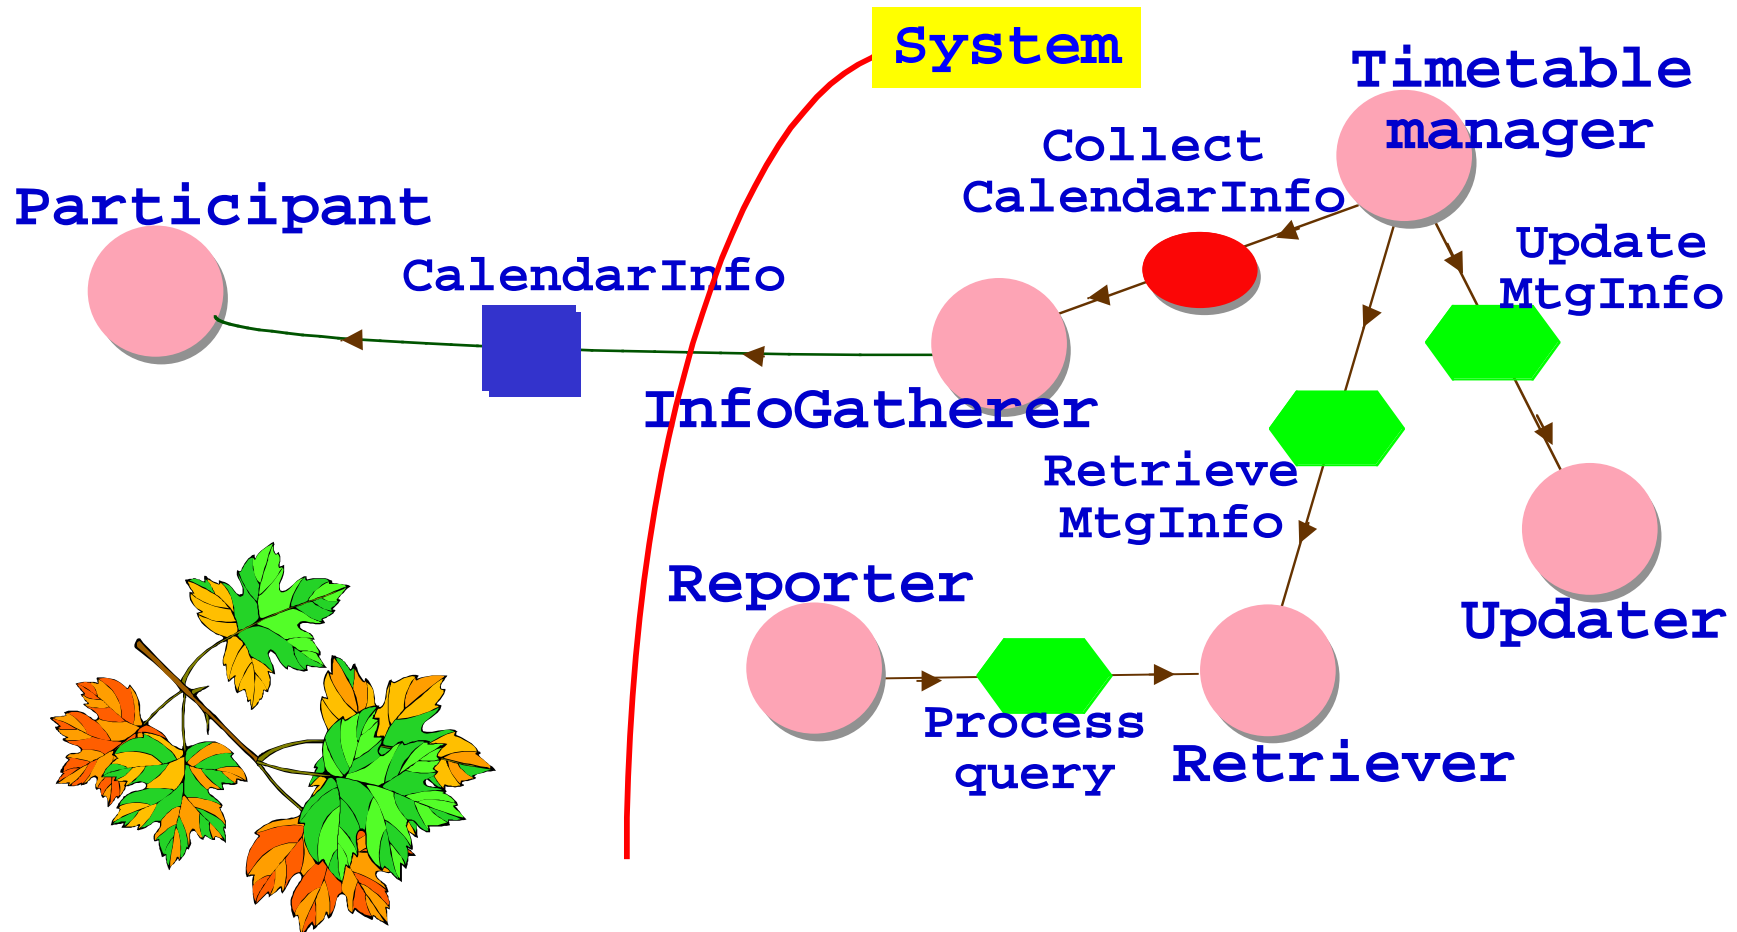 System
Timetable
manager
Collect
CalendarInfo
Participant
Update
MtgInfo
CalendarInfo
InfoGatherer
Retrieve
MtgInfo
Reporter
Updater
Process
query
Retriever